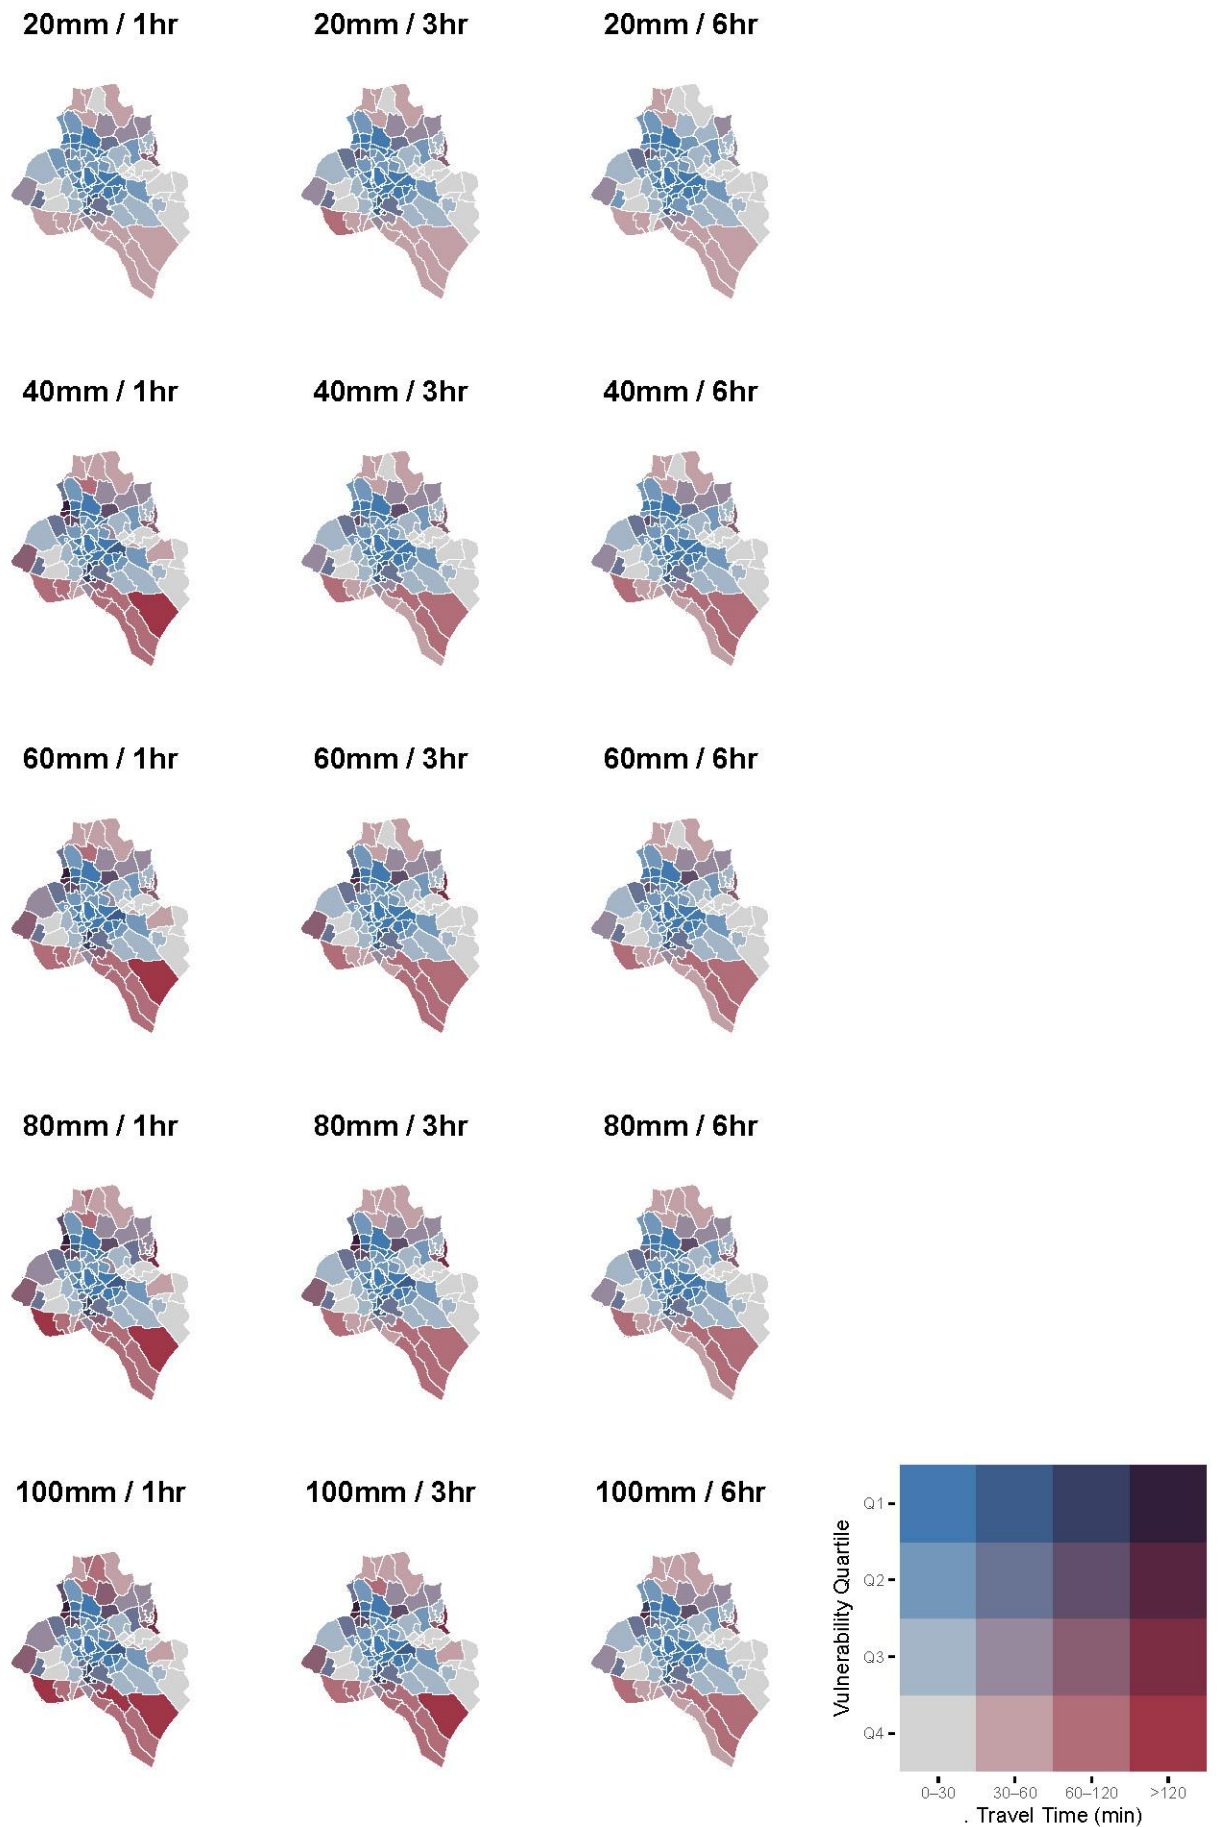 20mm / 1hr
20mm / 3hr
20mm / 6hr
40mm / 1hr
40mm / 3hr
40mm / 6hr
60mm / 1hr
60mm / 3hr
60mm / 6hr
80mm / 1hr
80mm / 3hr
80mm / 6hr
100mm / 1hr
100mm / 3hr
100mm / 6hr
Vulnerability Quartile
Q1
Q2
Q3
Q4
0–30
30–60
60–120
>120
. Travel Time (min)